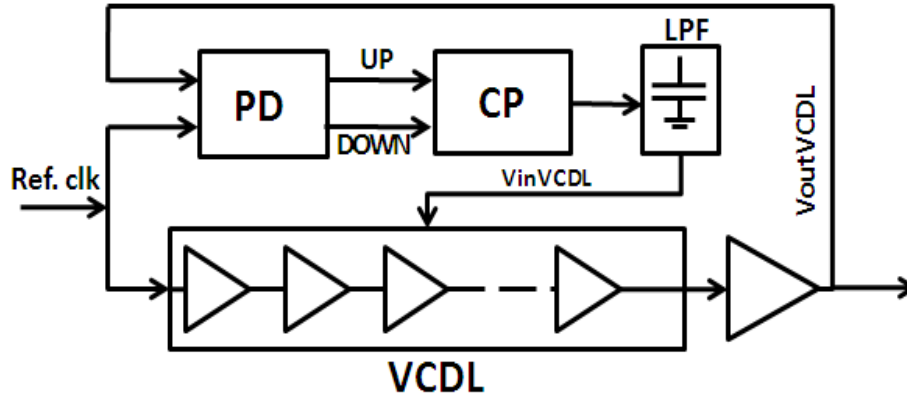 LPF
UP
PD
CP
DOWN
Ref. clk
VinVCDL
VoutVCDL
VCDL